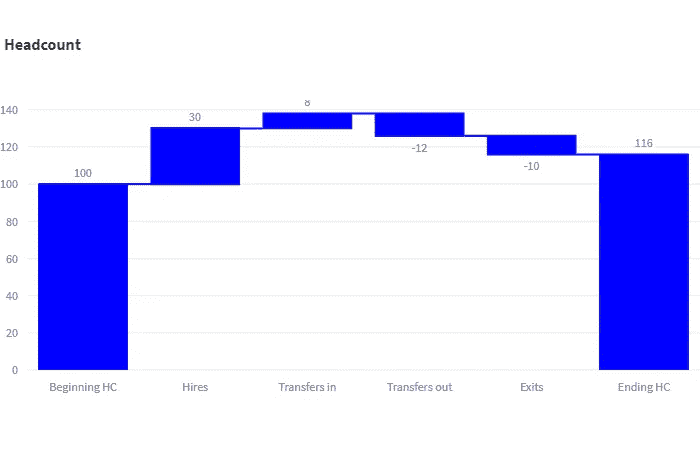 Headcount
8
140
30
120
-12
116
-10
100
100
80
60
40
20
0
Beginning HC
Hires
Transfers in
Transfers out
Exits
Ending HC